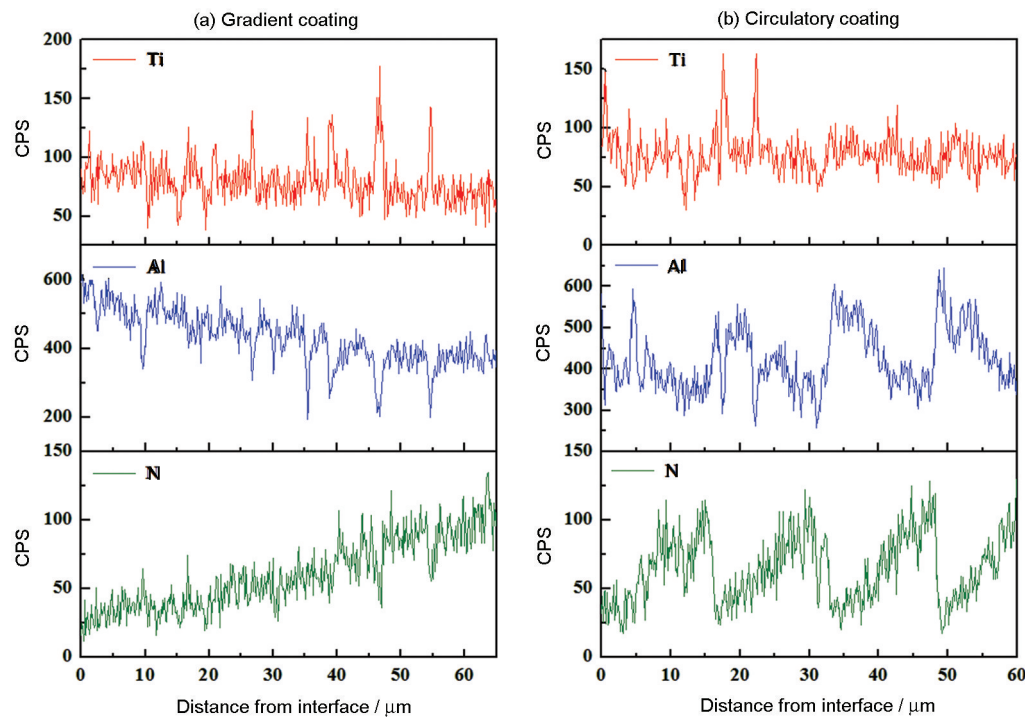 (a) Gradient coating
200
150
100
50
CPS
Ti
600
400
200
CPS
Al
150
100
50
0
CPS
N
0 10 20 30 40 50 60
Distance from interface / μm
(b) Circulatory coating
150
100
50
0
CPS
Ti
600
500
400
300
CPS
Al
150
100
50
0
CPS
N
0 10 20 30 40 50 60
Distance from interface / μm